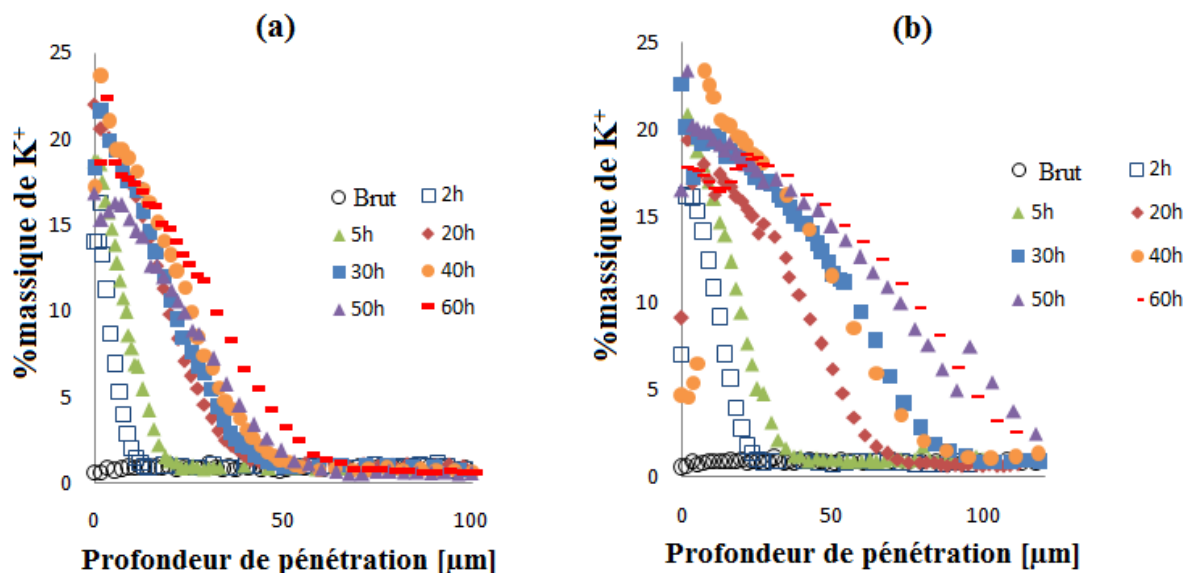 (a)
%massique de K+
25
20
15
10
5
0
0
50
100
Brut
2h
5h
20h
30h
40h
50h
60h
Profondeur de pénétration [µm]
(b)
%massique de K+
25
20
15
10
5
0
0
50
100
Brut
2h
5h
20h
30h
40h
50h
60h
Profondeur de pénétration [µm]